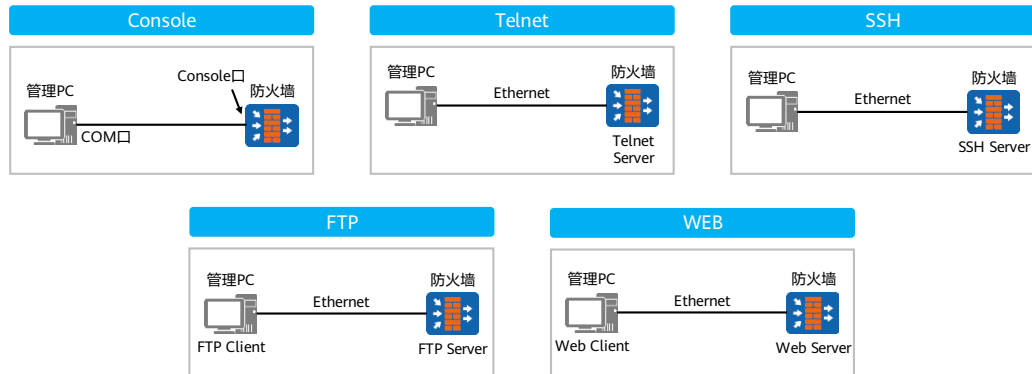 Console
Telnet
SSH
Console口
管理PC
防火墙
COM口
管理PC
防火墙
Ethernet
Telnet
Server
管理PC
防火墙
Ethernet
SSH Server
FTP
WEB
管理PC
防火墙
Ethernet
FTP Client
FTP Server
管理PC
防火墙
Ethernet
Web Client
Web Server